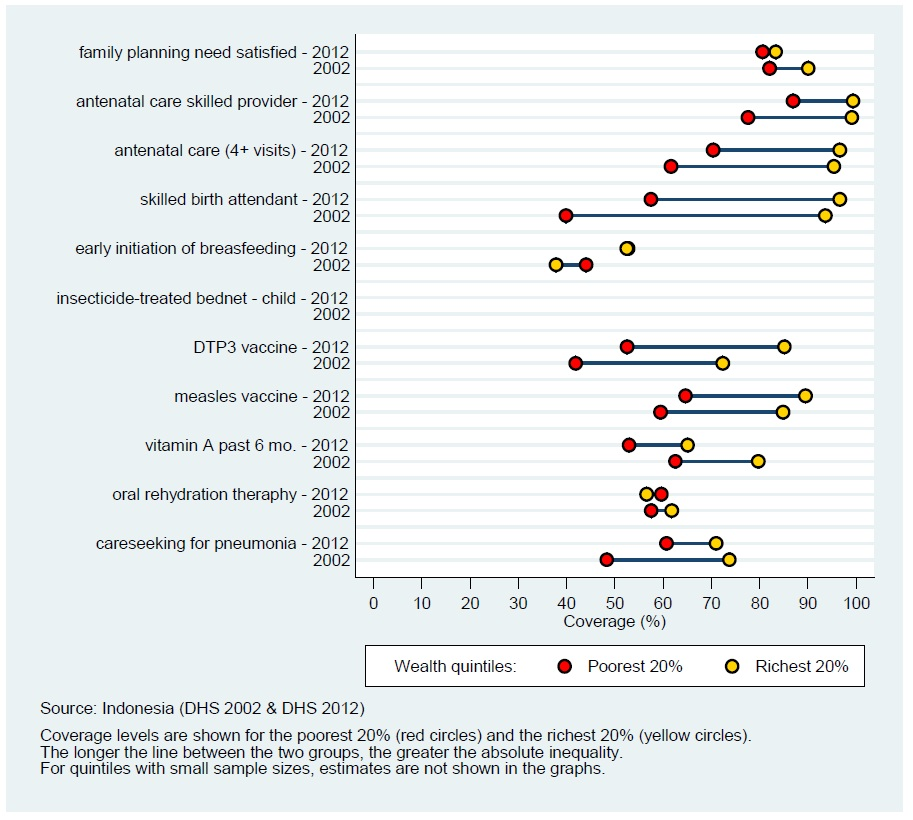 family planning need satisfied - 2012
2002
antenatal care skilled provider - 2012
2002
antenatal care (4+ visits) - 2012
2002
skilled birth attendant - 2012
2002
early initiation of breasfeeding - 2012
2002
insecticide-treated bednet - child - 2012
2002
DTP3 vaccine - 2012
2002
measles vaccine - 2012
2002
vitamin A past 6 mo. - 2012
2002
oral rehydration theraphy - 2012
2002
careseeking for pneumonia - 2012
2002
0 10 20 30 40 50 60 70 80 90 100
Coverage (%)
Wealth quintiles: Poorest 20% Richest 20%
Source: Indonesia (DHS 2002 & DHS 2012)
Coverage levels are shown for the poorest 20% (red circles) and the richest 20% (yellow circles).
The longer the line between the two groups, the greater the absolute inequality.
For quintiles with small sample sizes, estimates are not shown in the graphs.